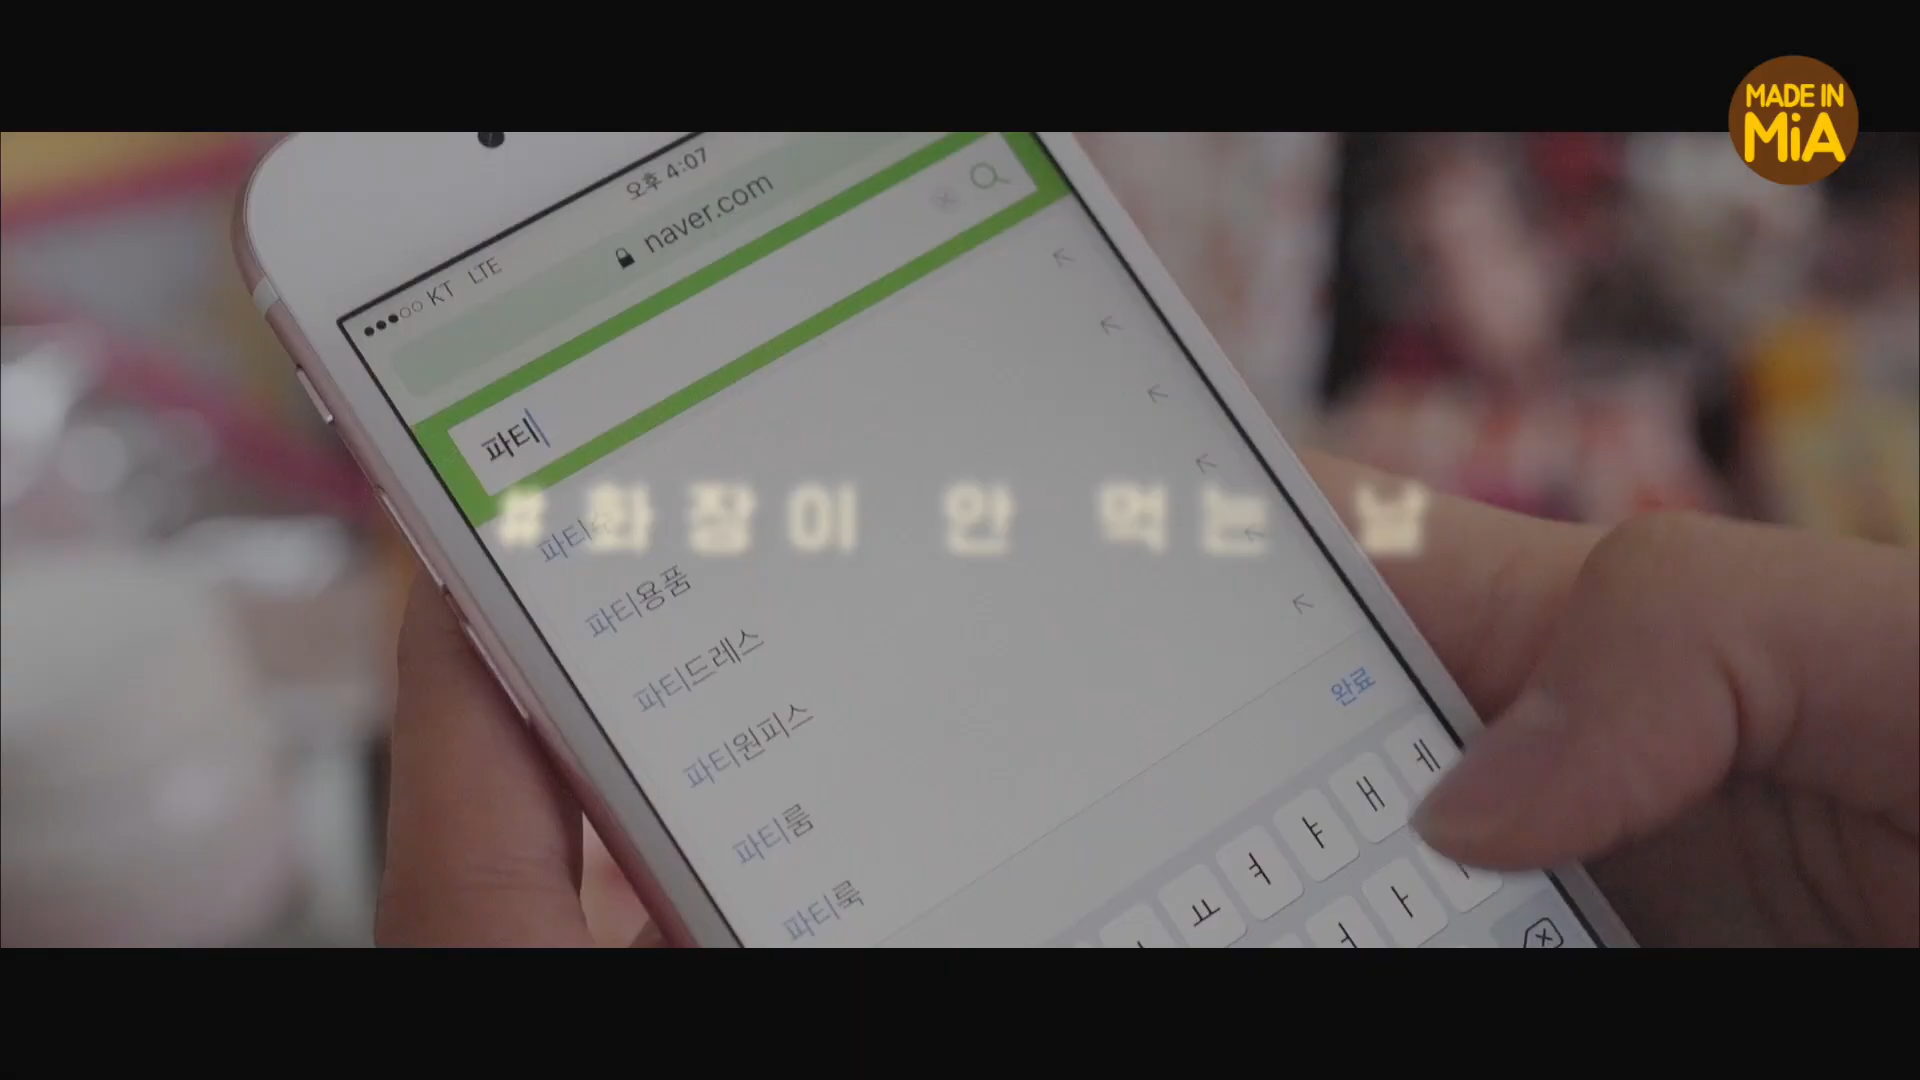 MADE IN
MiA
●●●○○ KT LTE 오후 4:07
naver.com
파티
#화장이 안 먹는 날
파티
파티용품
파티드레스
파티원피스
파티룸
파티룩
완료
ㅛ ㅕ ㅑ ㅐ ㅔ
ㅓ ㅏ ㅣ